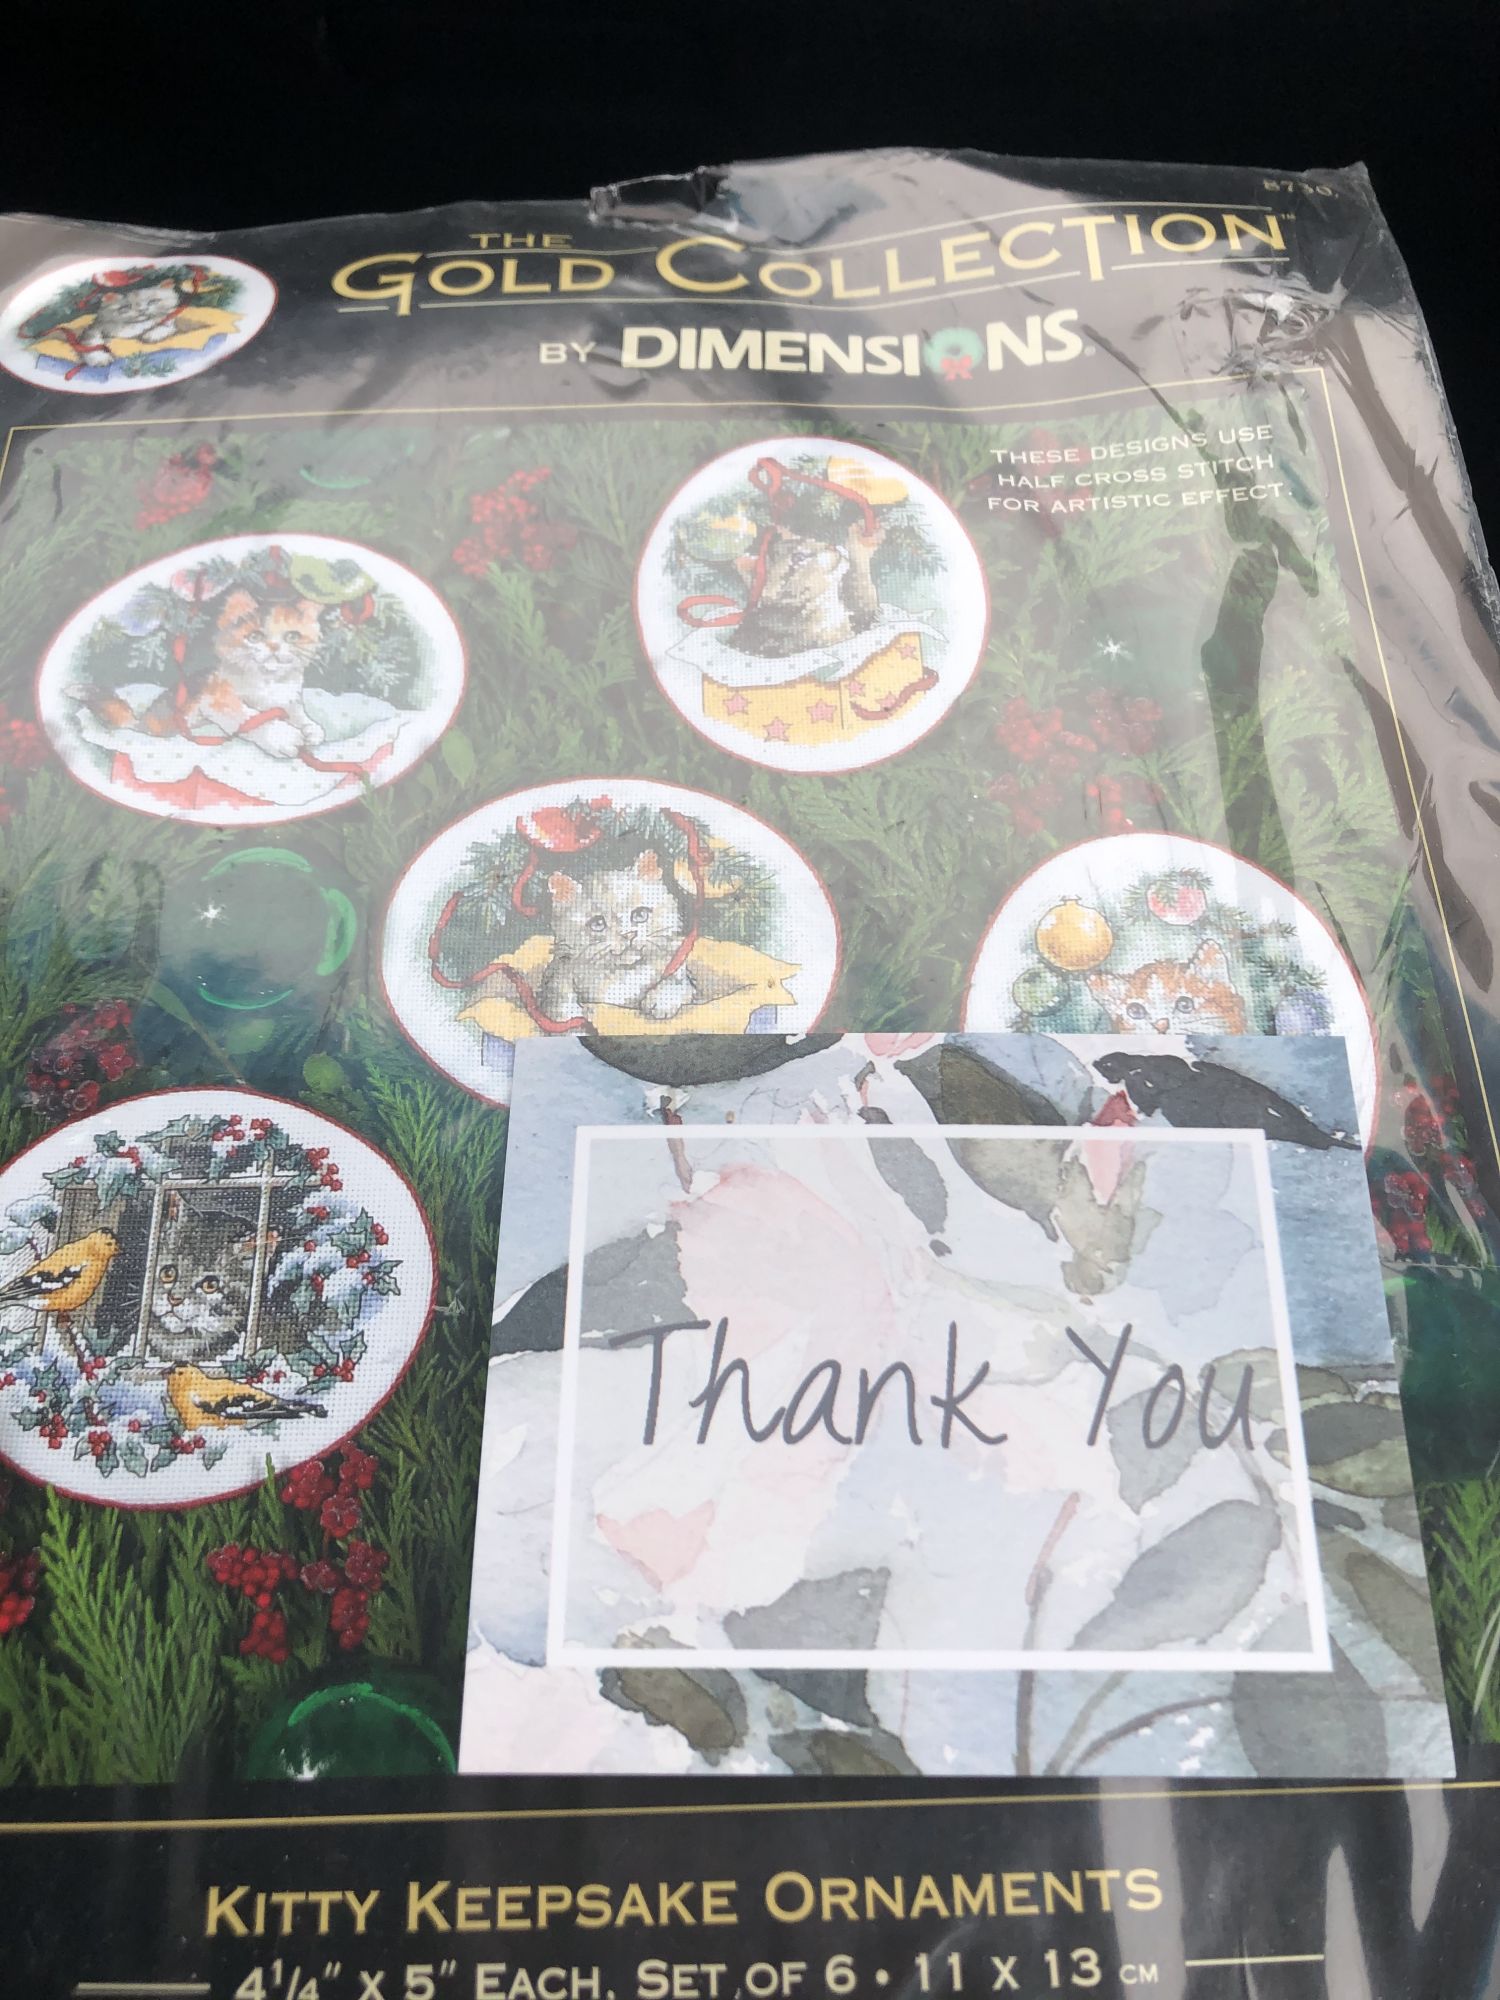 THE
GOLD COLLECTION™
BY DIMENSIONS®
THESE DESIGNS USE
HALF CROSS STITCH
FOR ARTISTIC EFFECT.
Thank You
KITTY KEEPSAKE ORNAMENTS
4¼" X 5" EACH, SET OF 6 • 11 X 13 CM